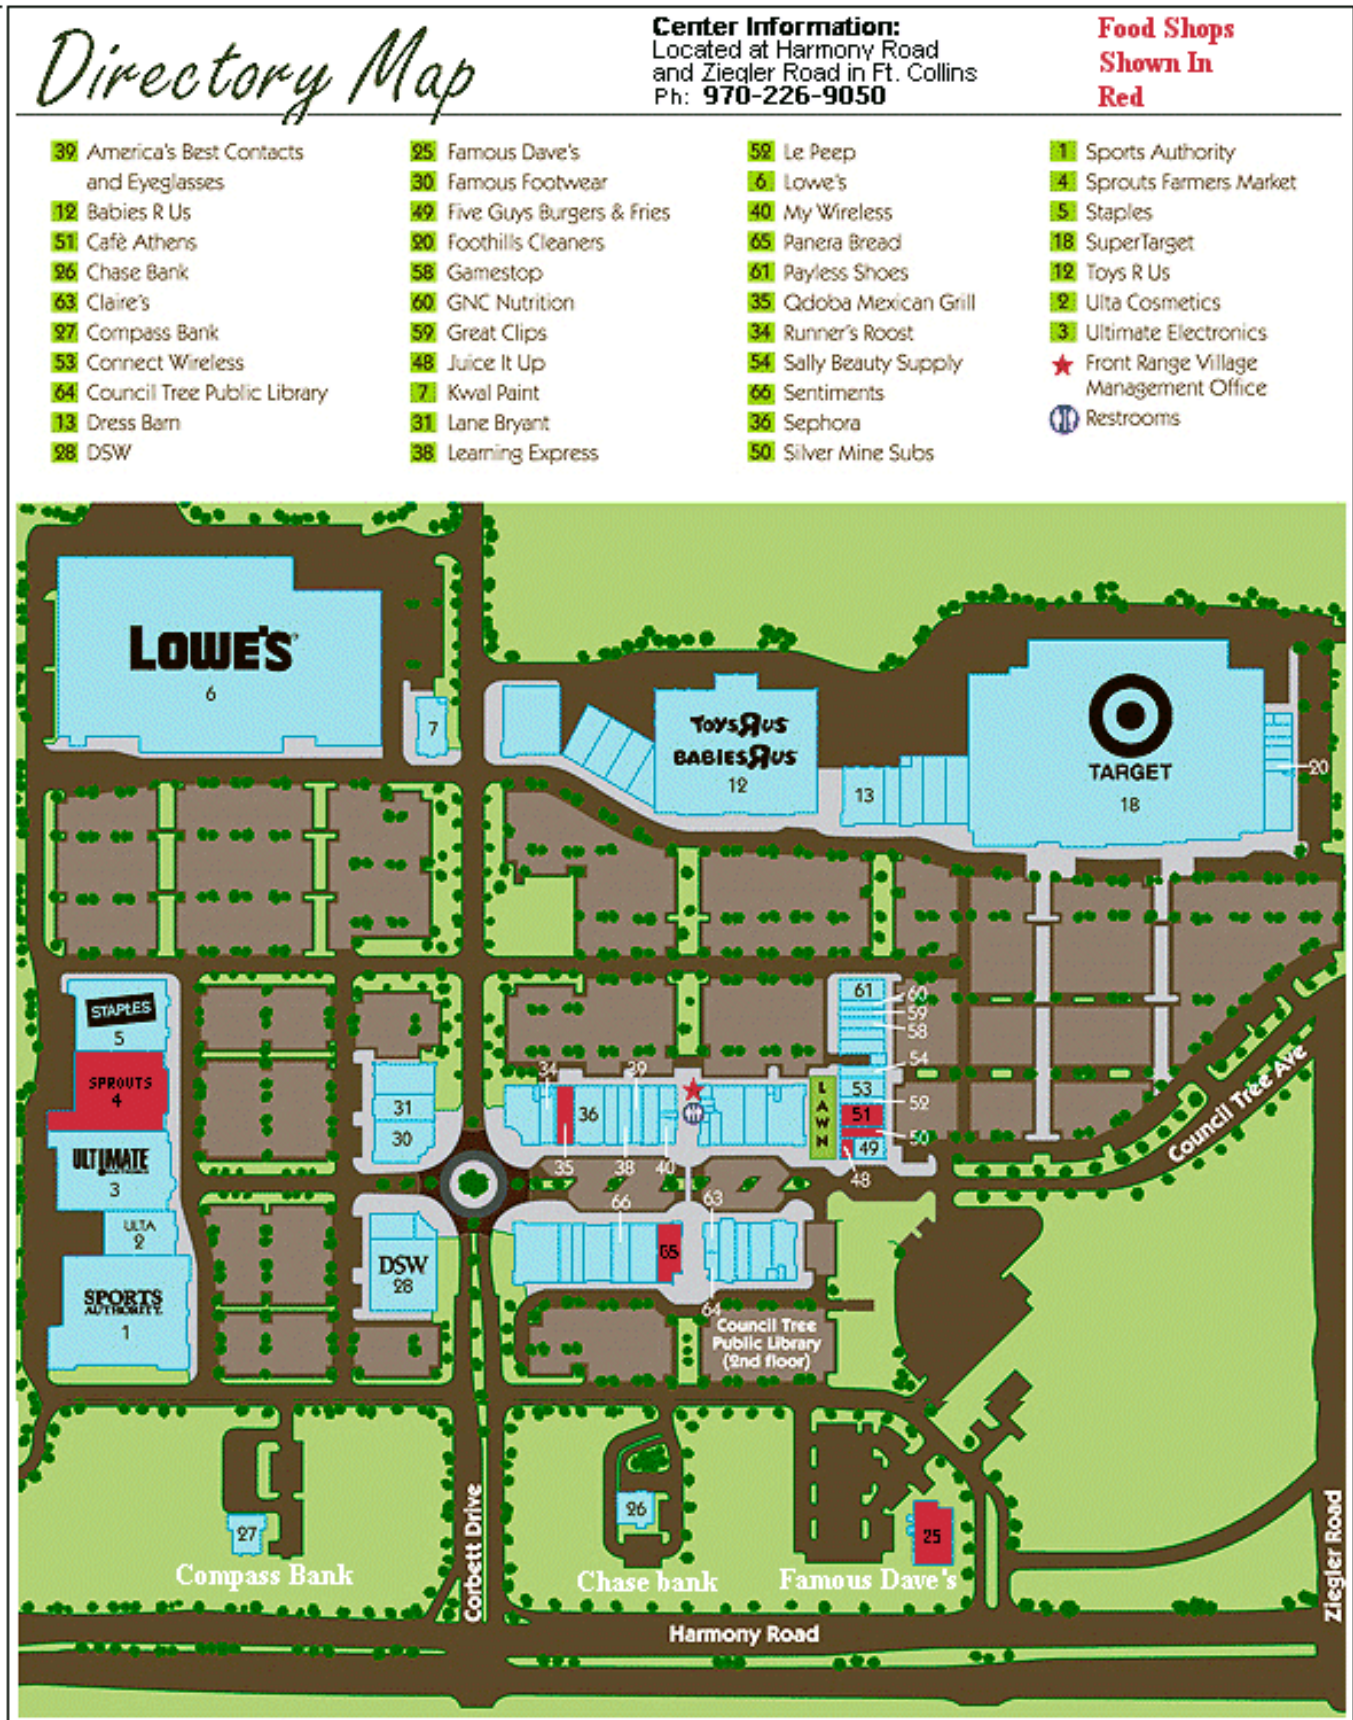 Directory Map
Center Information:
Located at Harmony Road
and Ziegler Road in Ft. Collins
Ph: 970-226-9050
Food Shops
Shown In
Red
39 America's Best Contacts
and Eyeglasses
12 Babies R Us
51 Cafè Athens
26 Chase Bank
63 Claire's
27 Compass Bank
53 Connect Wireless
64 Council Tree Public Library
13 Dress Barn
28 DSW
25 Famous Dave's
30 Famous Footwear
49 Five Guys Burgers & Fries
20 Foothills Cleaners
58 Gamestop
60 GNC Nutrition
59 Great Clips
48 Juice It Up
7 Kwal Paint
31 Lane Bryant
38 Learning Express
52 Le Peep
6 Lowe's
40 My Wireless
65 Panera Bread
61 Payless Shoes
35 Qdoba Mexican Grill
34 Runner's Roost
54 Sally Beauty Supply
66 Sentiments
36 Sephora
50 Silver Mine Subs
1 Sports Authority
4 Sprouts Farmers Market
5 Staples
18 SuperTarget
12 Toys R Us
2 Ulta Cosmetics
3 Ultimate Electronics
Front Range Village
Management Office
Restrooms
LOWE'S
6
7
TOYSRUS
BABIESRUS
12
13
TARGET
18
20
STAPLES
5
SPROUTS
4
ULTIMATE
3
ULTA
2
SPORTS
AUTHORITY.
1
31
30
DSW
28
34
39
36
35
38
40
LAWN
61
60
59
58
54
53
52
51
50
49
48
66
65
63
64
Council Tree
Public Library
(2nd floor)
Council Tree Ave
27
Compass Bank
Corbett Drive
26
Chase bank
25
Famous Dave's
Ziegler Road
Harmony Road